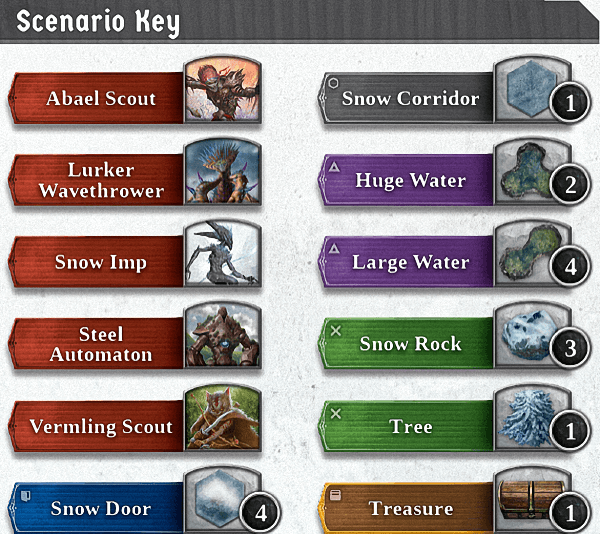 Scenario Key
Abael Scout
Lurker
Wavethrower
Snow Imp
Steel
Automaton
Vermling Scout
Snow Door
4
Snow Corridor
1
Huge Water
2
Large Water
4
Snow Rock
3
Tree
1
Treasure
1